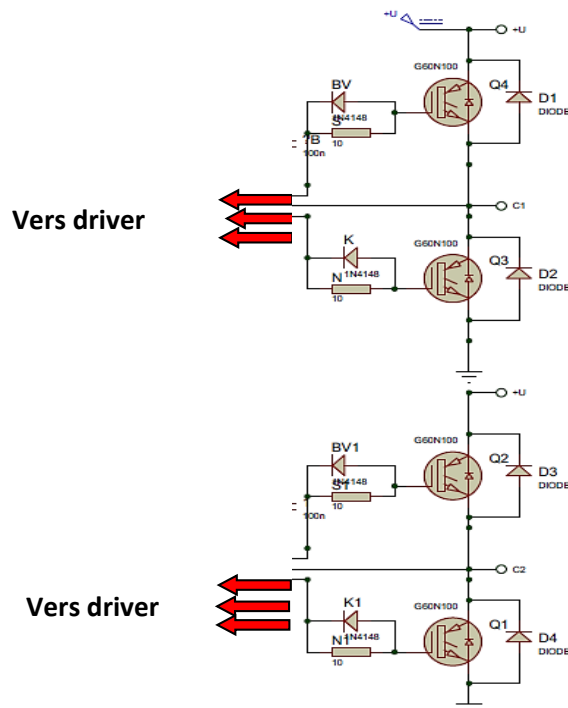 +U
+U
G60N100
Q4
D1
DIODE
BV
1N4148
S
10
7B
100n
Vers driver
C1
G60N100
Q3
D2
DIODE
K
1N4148
N
10
+U
G60N100
Q2
D3
DIODE
BV1
1N4148
S1
10
100n
C2
Vers driver
G60N100
Q1
D4
DIODE
K1
1N4148
N1
10